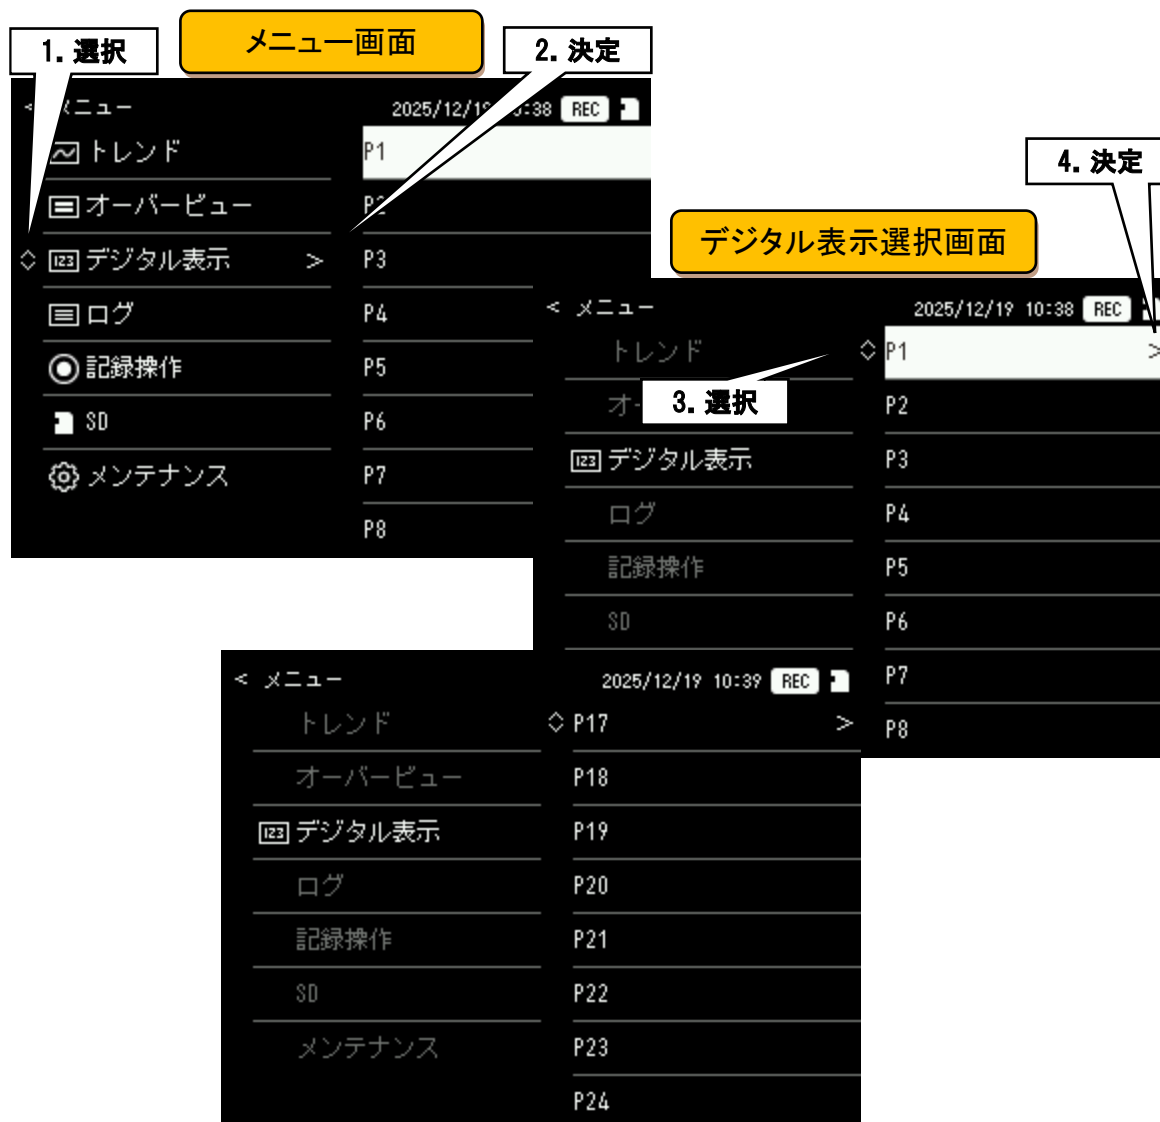 1. 選択
メニュー画面
2. 決定
< メニュー
2025/12/19
:38
REC
トレンド
オーバービュー
デジタル表示 >
ログ
記録操作
SD
メンテナンス
P1
P2
P3
P4
P5
P6
P7
P8
4. 決定
デジタル表示選択画面
< メニュー
2025/12/19 10:38 REC
トレンド
オー
3. 選択
デジタル表示
ログ
記録操作
SD
P1 >
P2
P3
P4
P5
P6
P7
P8
< メニュー
2025/12/19 10:39 REC
トレンド
オーバービュー
デジタル表示
ログ
記録操作
SD
メンテナンス
P17 >
P18
P19
P20
P21
P22
P23
P24